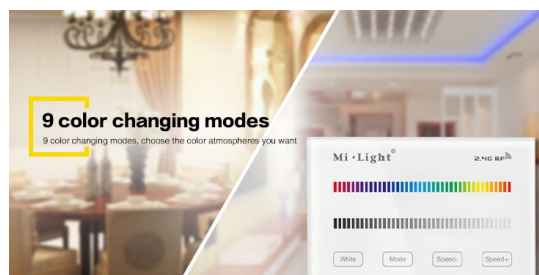 9 color changing modes
9 color changing modes, choose the color atmospheres you want
Mi·Light®
2.4G RF
White
Mode
Speed-
Speed+